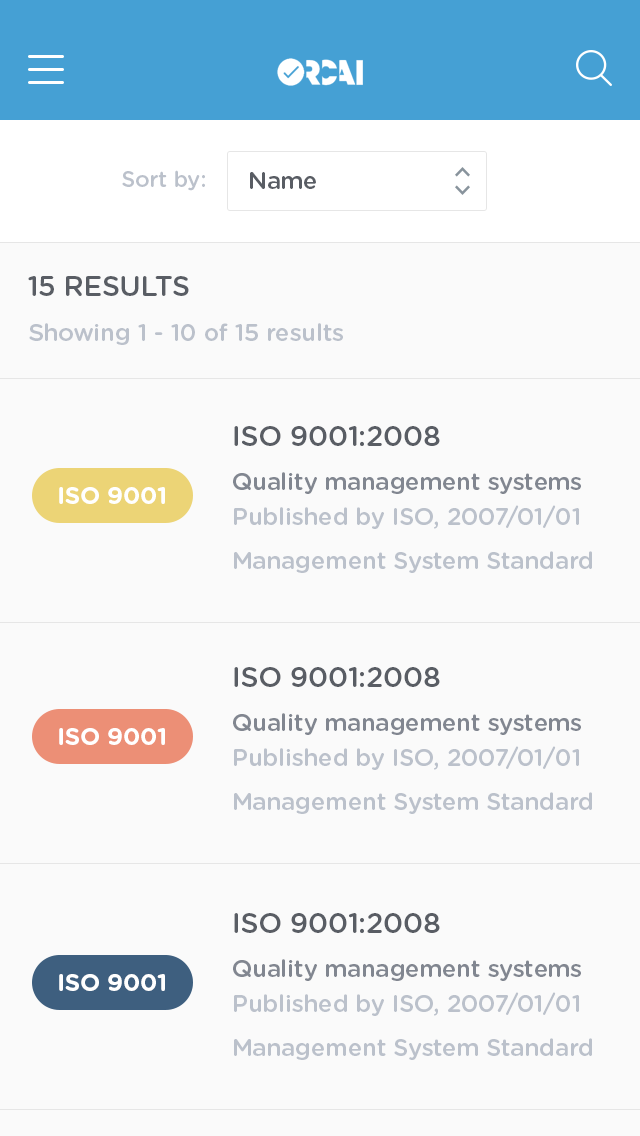 ORCAI
Sort by: Name
15 RESULTS
Showing 1 - 10 of 15 results
ISO 9001:2008
ISO 9001
Quality management systems
Published by ISO, 2007/01/01
Management System Standard
ISO 9001:2008
ISO 9001
Quality management systems
Published by ISO, 2007/01/01
Management System Standard
ISO 9001:2008
ISO 9001
Quality management systems
Published by ISO, 2007/01/01
Management System Standard